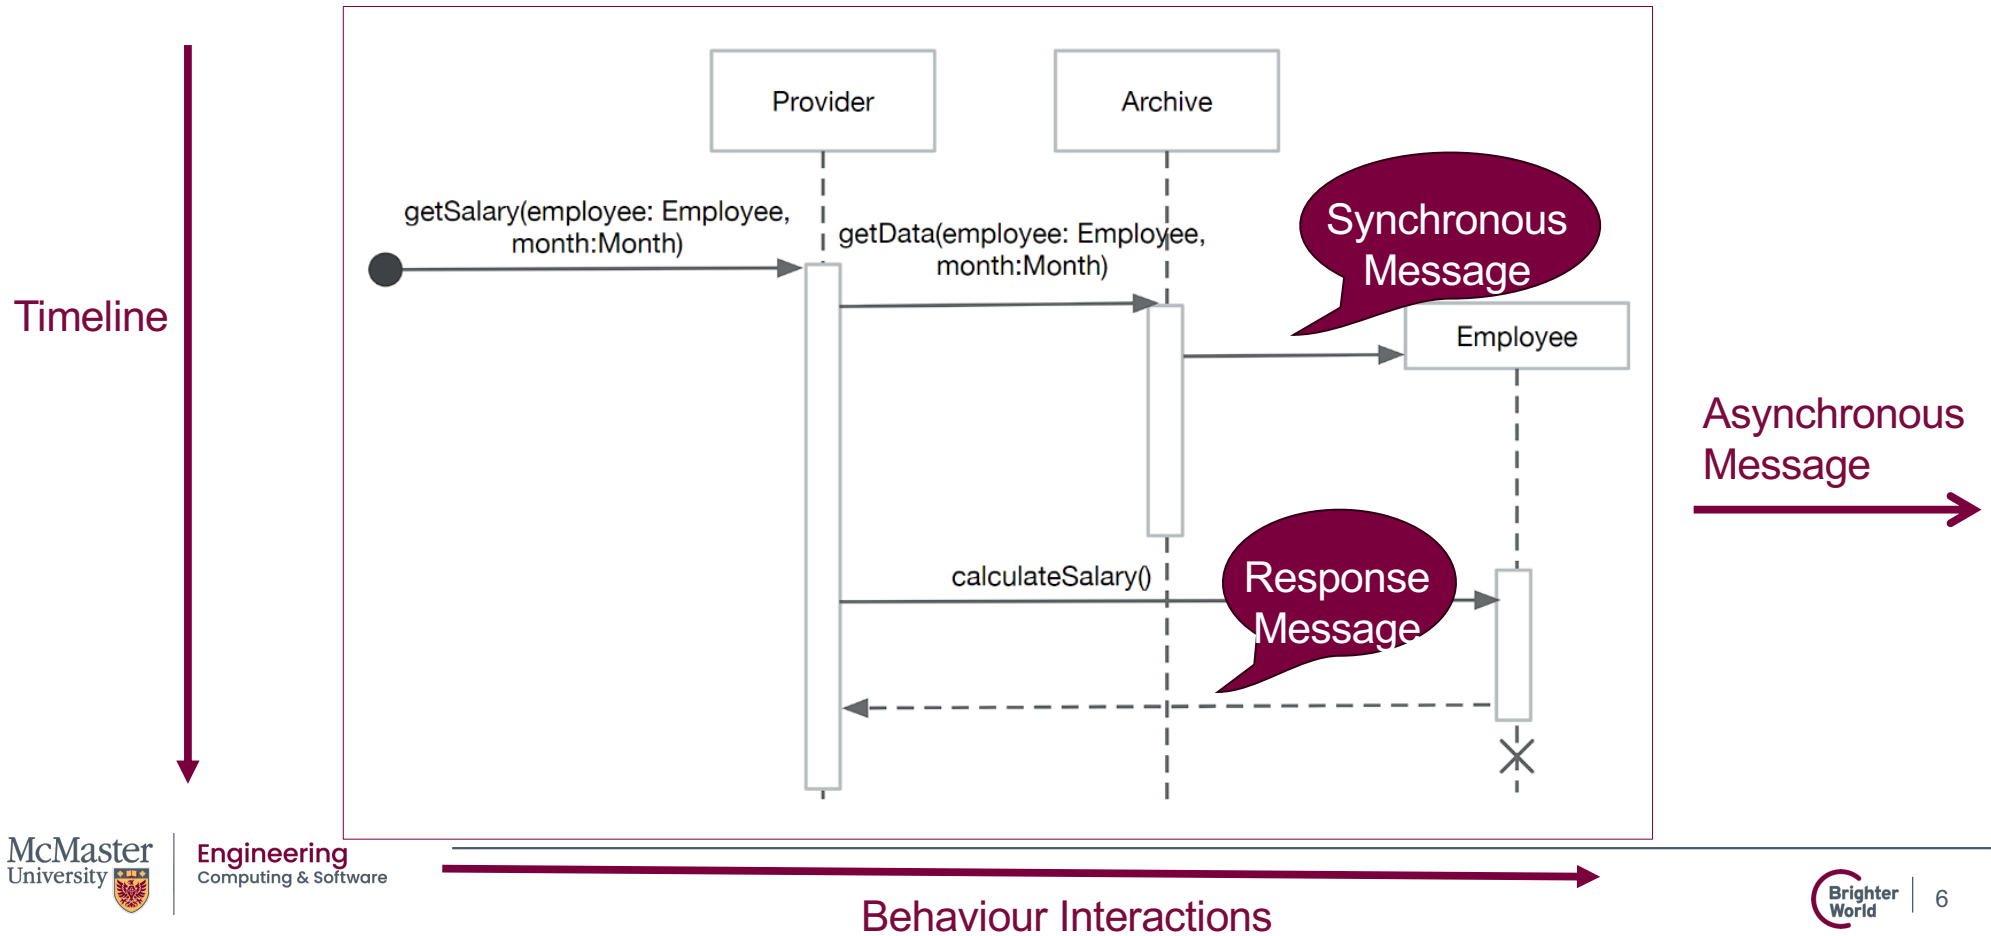 Provider
Archive
getSalary(employee: Employee,
month:Month)
getData(employee: Employee,
month:Month)
Synchronous
Message
Employee
Timeline
Asynchronous
Message
calculateSalary()
Response
Message
McMaster
University
Engineering
Computing & Software
Behaviour Interactions
Brighter
World
6